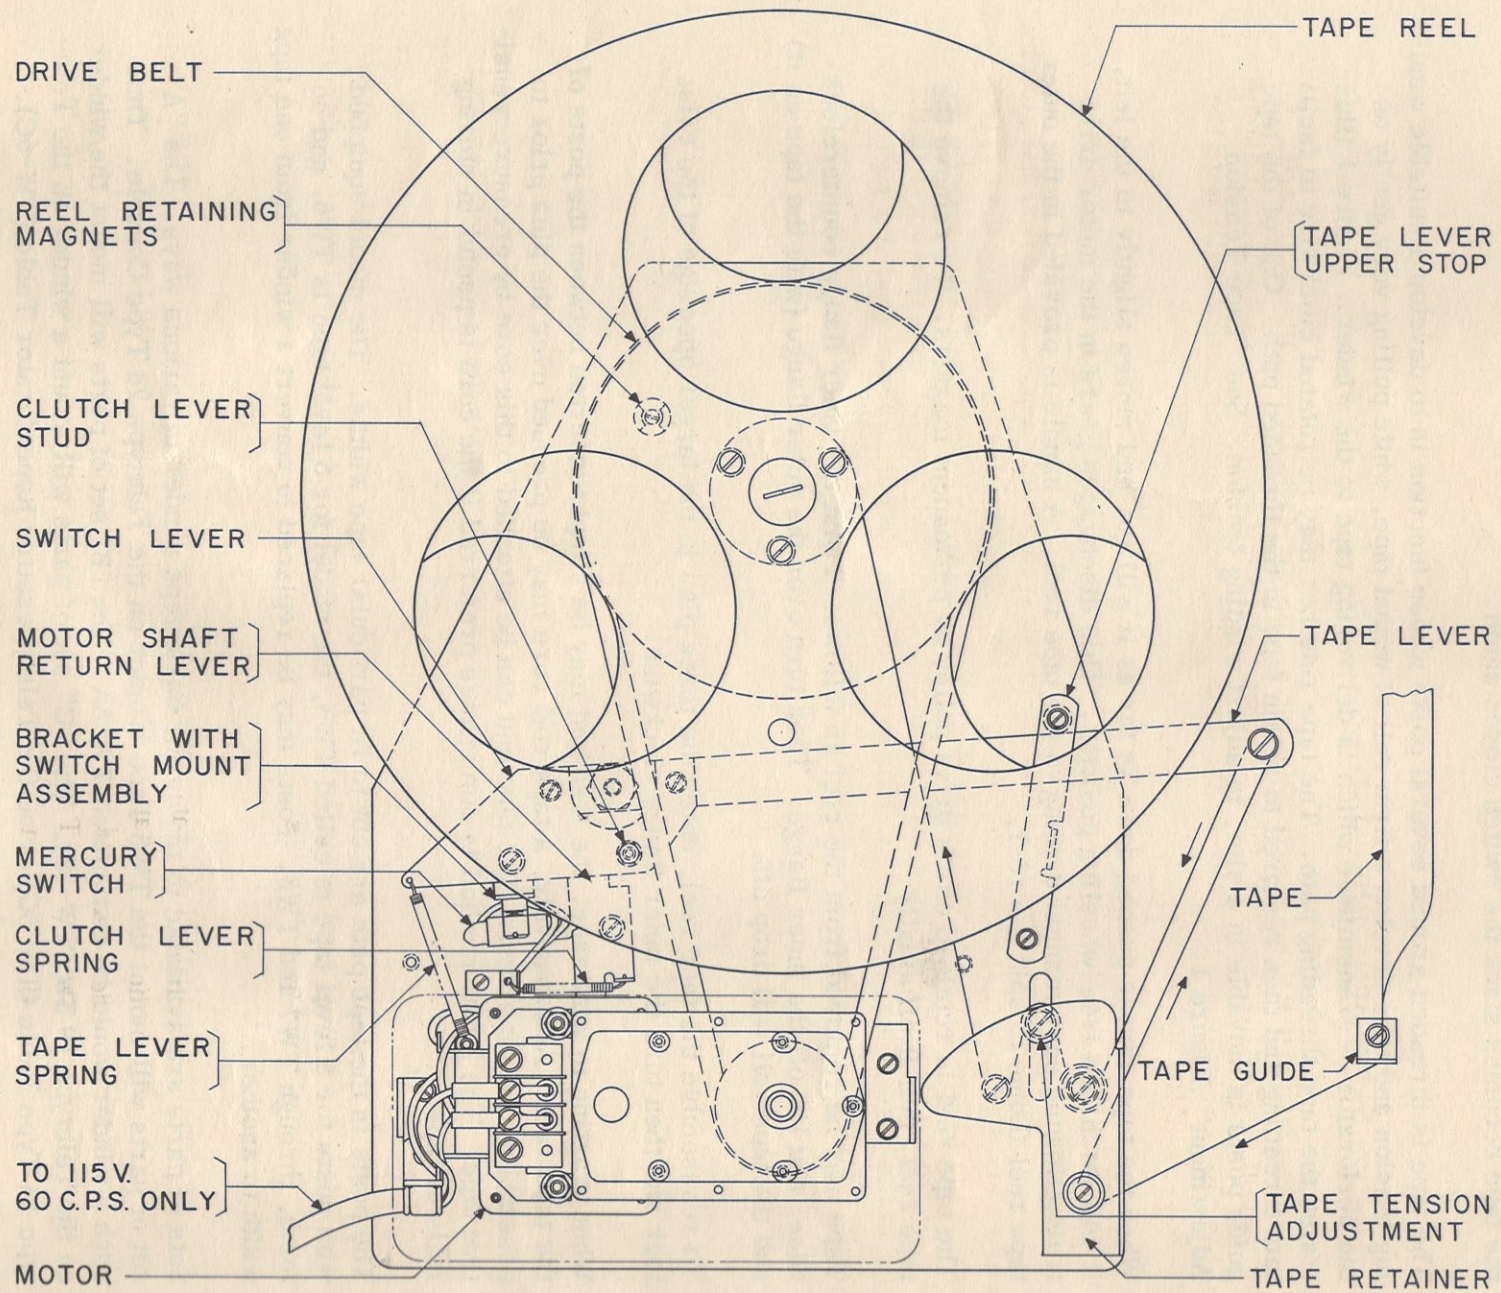 DRIVE BELT
REEL RETAINING
MAGNETS
CLUTCH LEVER
STUD
SWITCH LEVER
MOTOR SHAFT
RETURN LEVER
BRACKET WITH
SWITCH MOUNT
ASSEMBLY
MERCURY
SWITCH
CLUTCH LEVER
SPRING
TAPE LEVER
SPRING
TO 115 V.
60 C.P.S. ONLY
MOTOR
TAPE REEL
TAPE LEVER
UPPER STOP
TAPE LEVER
TAPE
TAPE GUIDE
TAPE TENSION
ADJUSTMENT
TAPE RETAINER